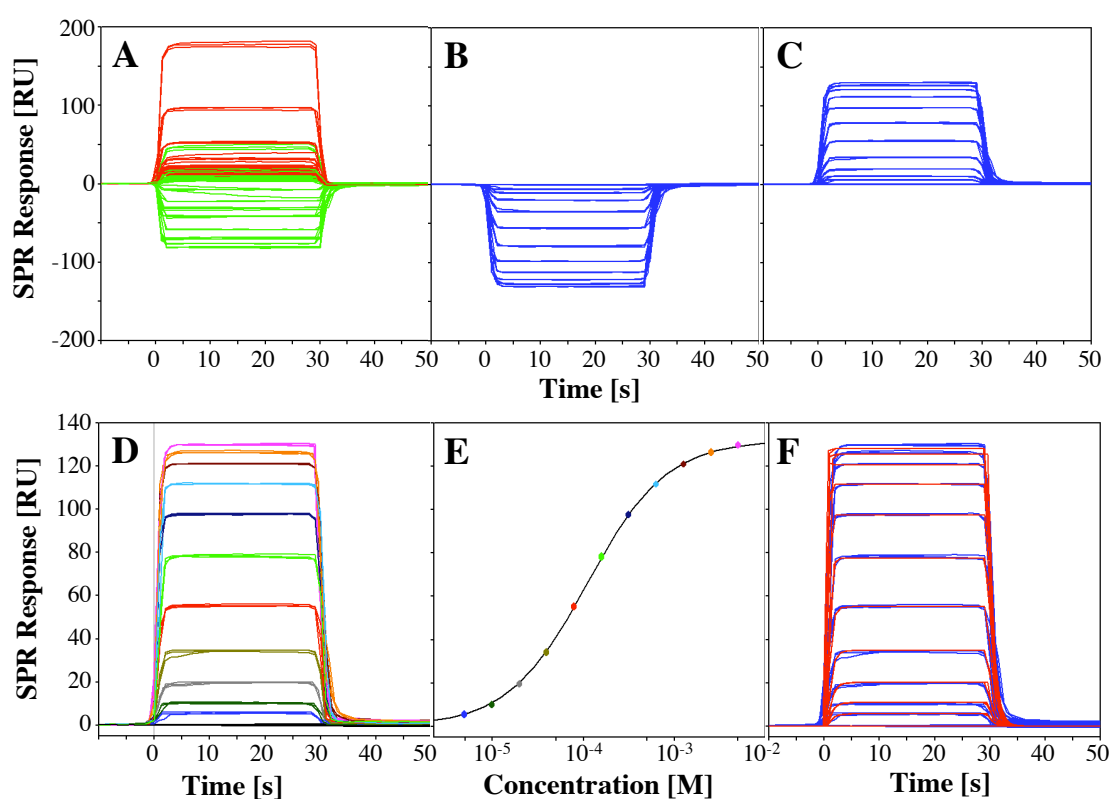 SPR Response [RU]
200
100
0
-100
-200
A
B
C
0 10 20 30 40 50
0 10 20 30 40 50
0 10 20 30 40 50
Time [s]
SPR Response [RU]
140
120
100
80
60
40
20
0
D
E
F
0 10 20 30 40 50
10-5 10-4 10-3 10-2
0 10 20 30 40 50
Time [s]
Concentration [M]
Time [s]